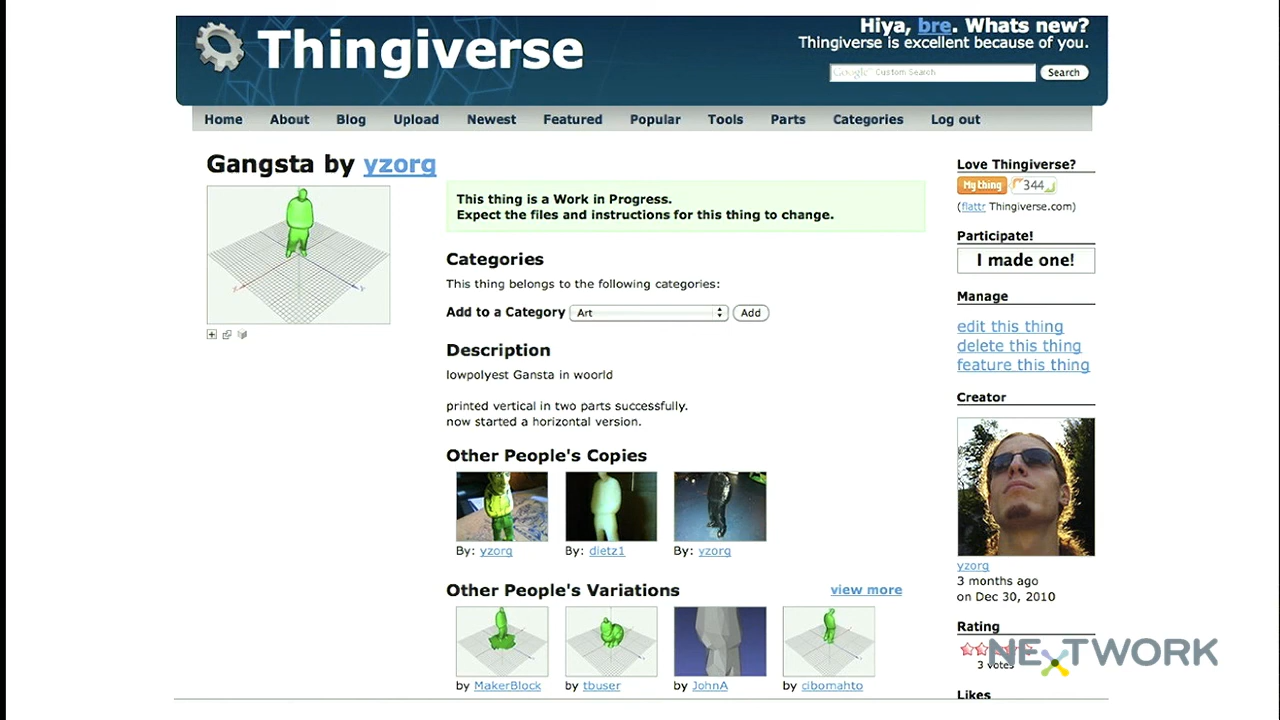 Thingiverse
Hiya, bre. Whats new?
Thingiverse is excellent because of you.
Google Custom Search
Search
Home About Blog Upload Newest Featured Popular Tools Parts Categories Log out
Gangsta by yzorg
This thing is a Work in Progress.
Expect the files and instructions for this thing to change.
Categories
This thing belongs to the following categories:
Add to a Category Art Add
Description
lowpolyest Gansta in woorld
printed vertical in two parts successfully.
now started a horizontal version.
Other People's Copies
By: yzorg By: dietz1 By: yzorg
Other People's Variations view more
by MakerBlock by tbuser by JohnA by cibomahto
Love Thingiverse?
My thing 344
(flattr Thingiverse.com)
Participate!
I made one!
Manage
edit this thing
delete this thing
feature this thing
Creator
yzorg
3 months ago
on Dec 30, 2010
Rating
3 votes
Likes
NEXTWORK